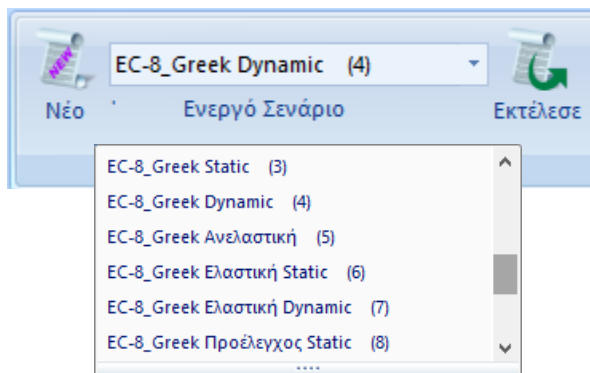 NEW
EC-8_Greek Dynamic (4)
Νέο Ενεργό Σενάριο Εκτέλεσε
EC-8_Greek Static (3)
EC-8_Greek Dynamic (4)
EC-8_Greek Ανελαστική (5)
EC-8_Greek Ελαστική Static (6)
EC-8_Greek Ελαστική Dynamic (7)
EC-8_Greek Προέλεγχος Static (8)